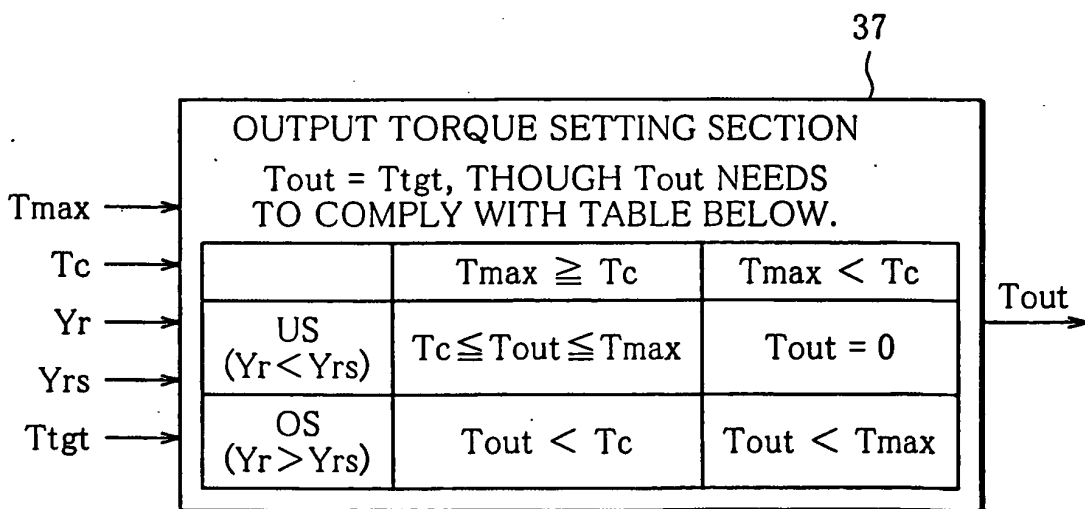 37
OUTPUT TORQUE SETTING SECTION
Tout = Ttgt, THOUGH Tout NEEDS
TO COMPLY WITH TABLE BELOW.
Tmax
Tc
Yr
Yrs
Ttgt
Tmax ≧ Tc
Tmax < Tc
US
(Yr<Yrs)
Tc≦Tout≦Tmax
Tout = 0
OS
(Yr>Yrs)
Tout < Tc
Tout < Tmax
Tout